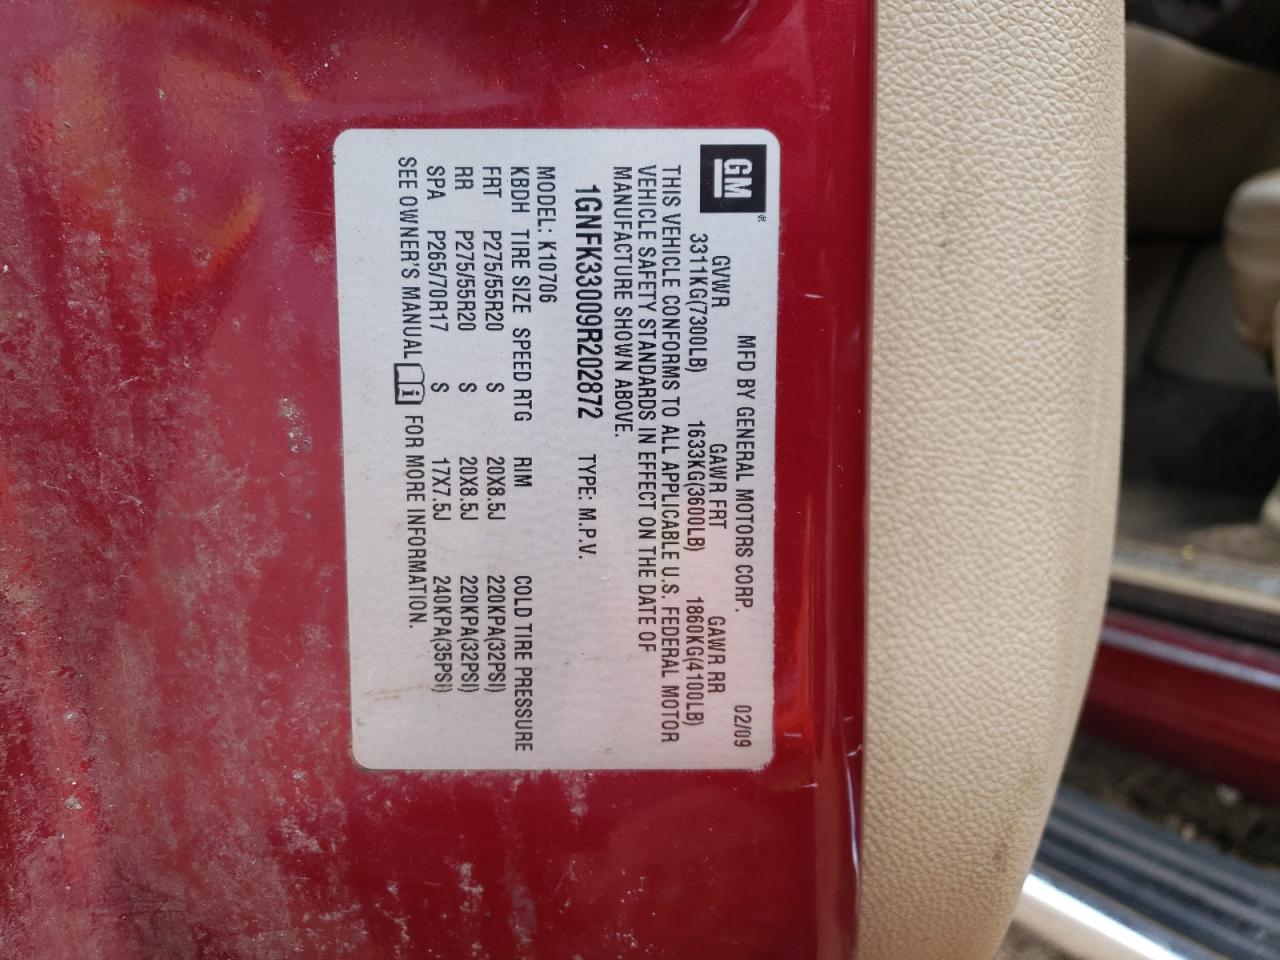 GM ®
MFD BY GENERAL MOTORS CORP. 02/09
GVWR GAWR FRT GAWR RR
3311KG(7300LB) 1633KG(3600LB) 1860KG(4100LB)
THIS VEHICLE CONFORMS TO ALL APPLICABLE U.S. FEDERAL MOTOR
VEHICLE SAFETY STANDARDS IN EFFECT ON THE DATE OF
MANUFACTURE SHOWN ABOVE.
1GNFK33009R202872 TYPE: M.P.V.
MODEL: K10706
KBDH TIRE SIZE SPEED RTG RIM COLD TIRE PRESSURE
FRT P275/55R20 S 20X8.5J 220KPA(32PSI)
RR P275/55R20 S 20X8.5J 220KPA(32PSI)
SPA P265/70R17 S 17X7.5J 240KPA(35PSI)
SEE OWNER'S MANUAL i FOR MORE INFORMATION.